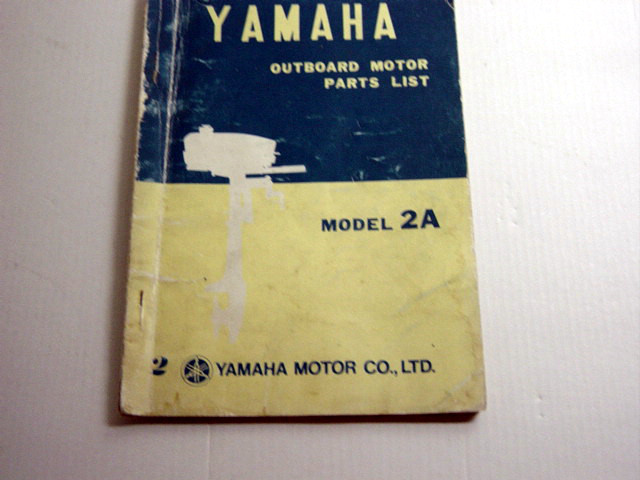 YAMAHA
OUTBOARD MOTOR
PARTS LIST
MODEL 2A
2 YAMAHA MOTOR CO., LTD.